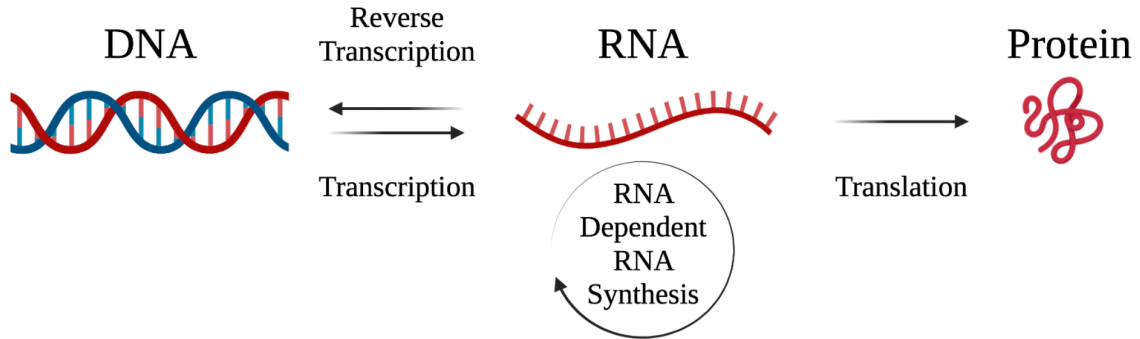 DNA
Reverse
Transcription
RNA
Protein
Transcription
RNA
Dependent
RNA
Synthesis
Translation